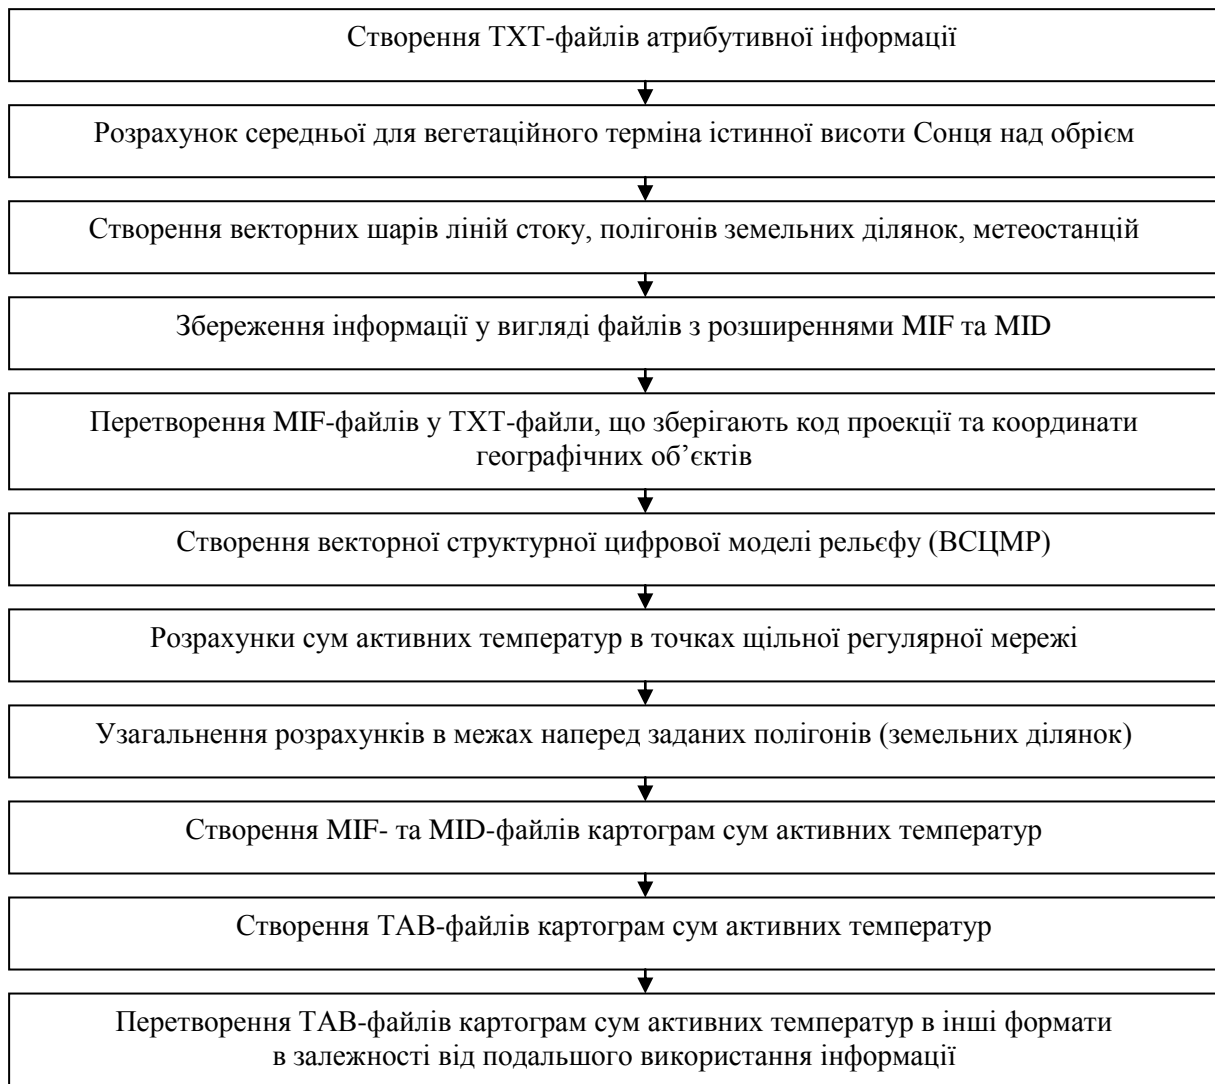 Створення TXT-файлів атрибутивної інформації
Розрахунок середньої для вегетаційного терміна істинної висоти Сонця над обрієм
Створення векторних шарів ліній стоку, полігонів земельних ділянок, метеостанцій
Збереження інформації у вигляді файлів з розширеннями MIF та MID
Перетворення MIF-файлів у TXT-файли, що зберігають код проекції та координати
географічних об’єктів
Створення векторної структурної цифрової моделі рельєфу (ВСЦМР)
Розрахунки сум активних температур в точках щільної регулярної мережі
Узагальнення розрахунків в межах наперед заданих полігонів (земельних ділянок)
Створення MIF- та MID-файлів картограм сум активних температур
Створення TAB-файлів картограм сум активних температур
Перетворення TAB-файлів картограм сум активних температур в інші формати
в залежності від подальшого використання інформації